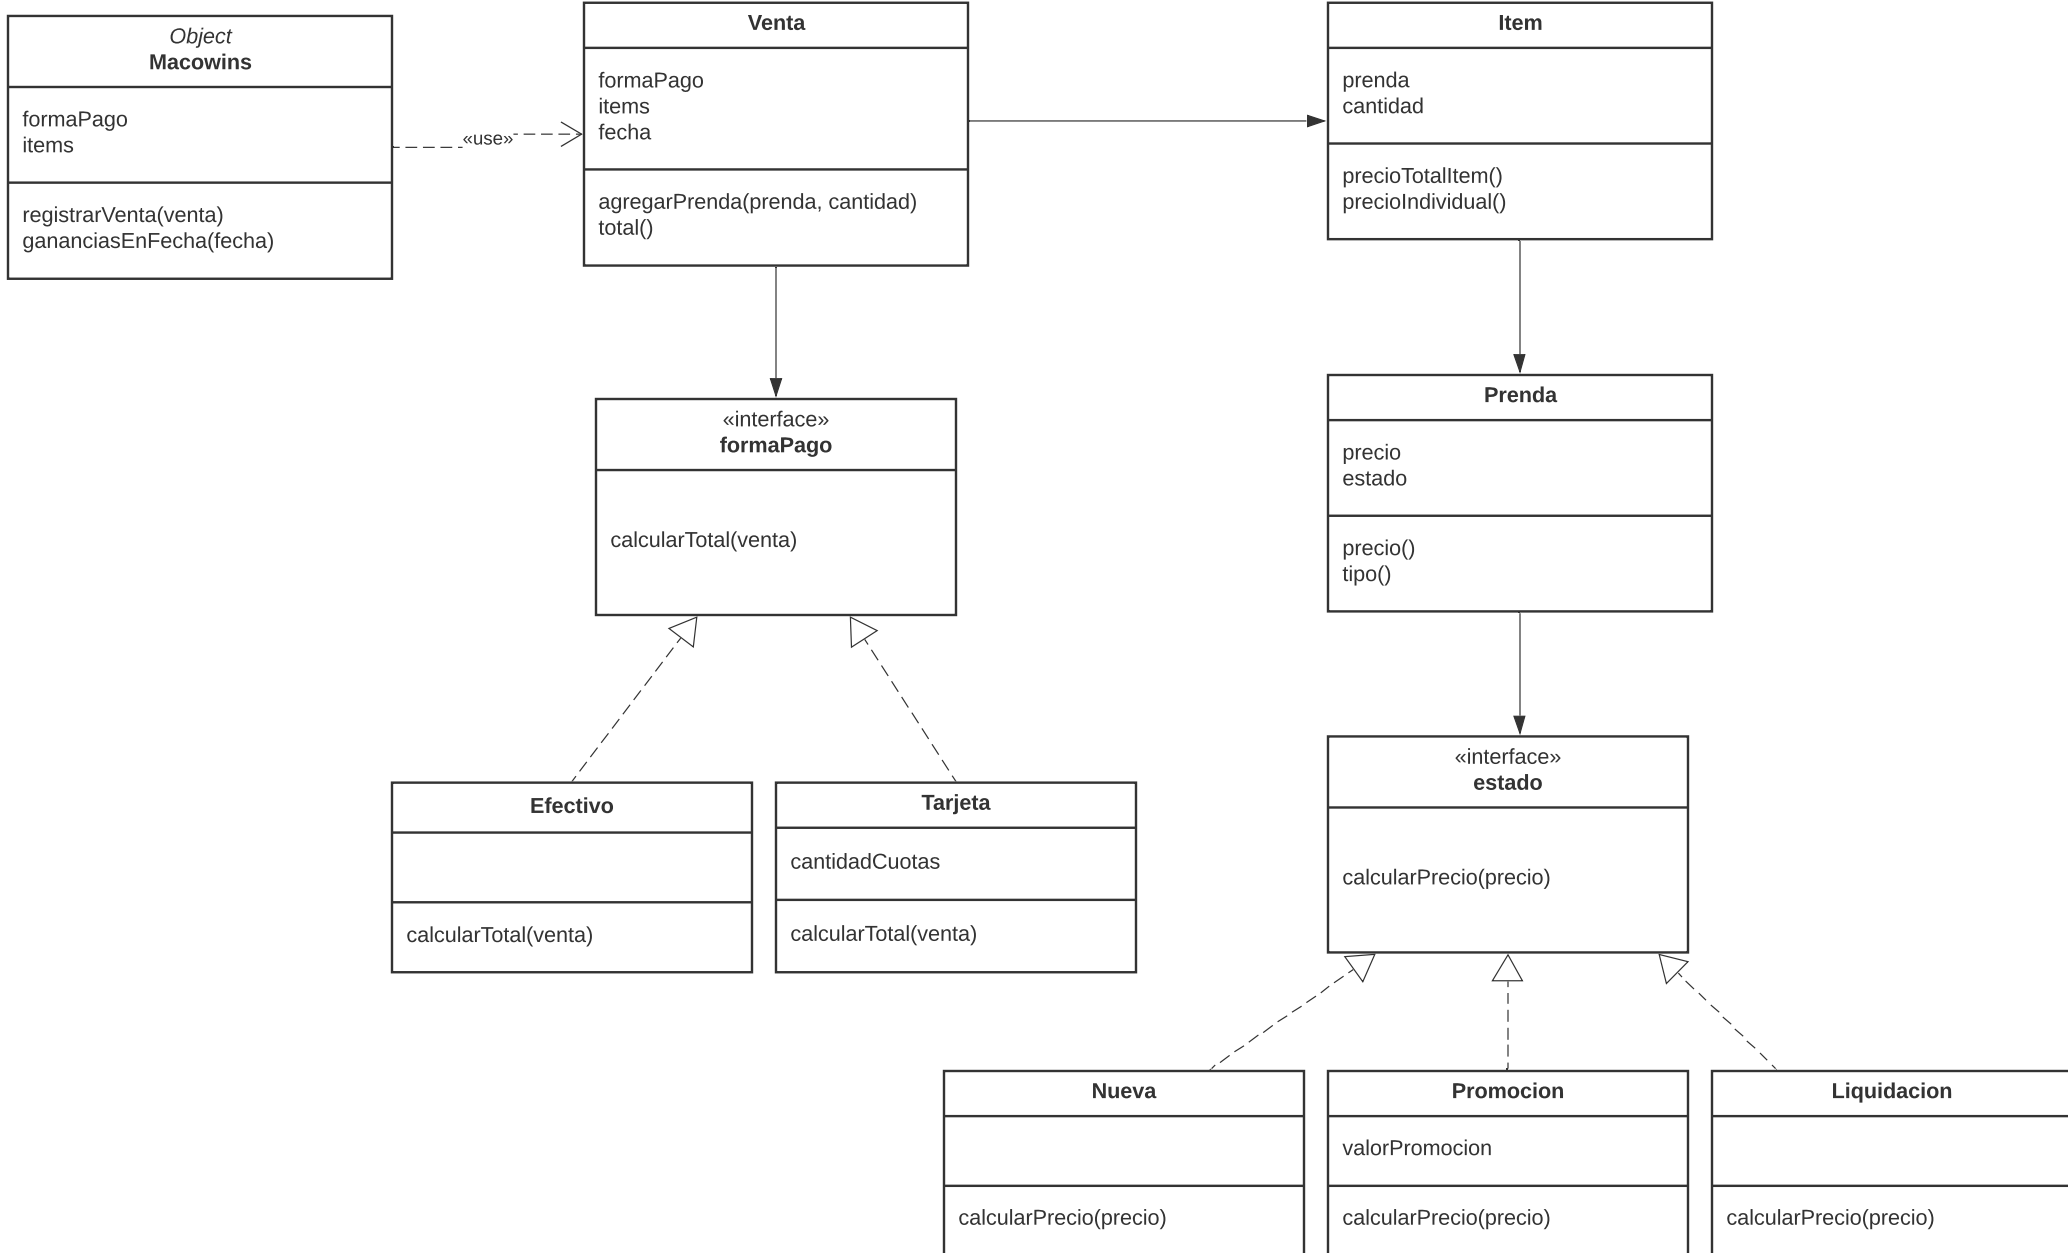 Object
Macowins
formaPago
items
registrarVenta(venta)
gananciasEnFecha(fecha)
«use»
Venta
formaPago
items
fecha
agregarPrenda(prenda, cantidad)
total()
Item
prenda
cantidad
precioTotalItem()
precioIndividual()
«interface»
formaPago
calcularTotal(venta)
Prenda
precio
estado
precio()
tipo()
Efectivo
calcularTotal(venta)
Tarjeta
cantidadCuotas
calcularTotal(venta)
«interface»
estado
calcularPrecio(precio)
Nueva
calcularPrecio(precio)
Promocion
valorPromocion
calcularPrecio(precio)
Liquidacion
calcularPrecio(precio)